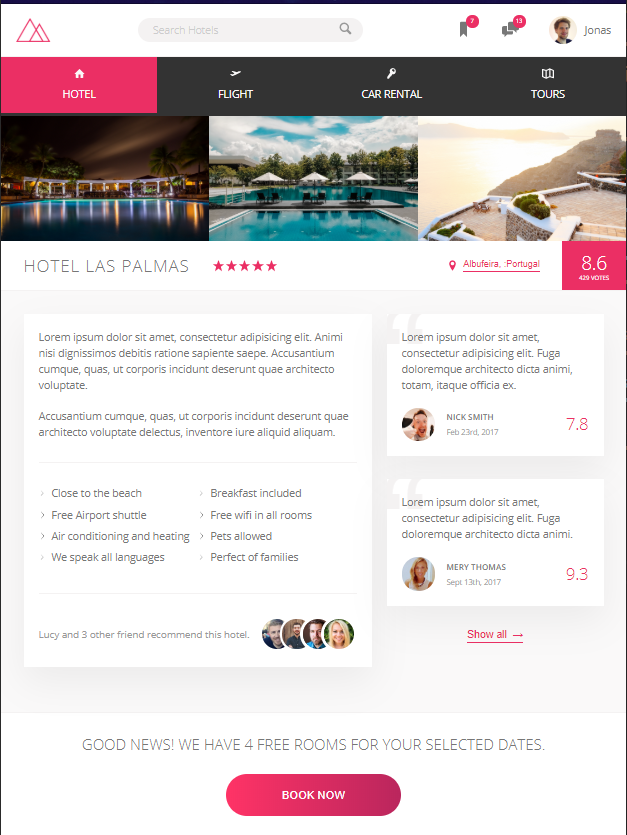 Search Hotels
7
13
Jonas
HOTEL
FLIGHT
CAR RENTAL
TOURS
HOTEL LAS PALMAS
Albufeira, :Portugal
8.6
429 VOTES
Lorem ipsum dolor sit amet, consectetur adipisicing elit. Animi
nisi dignissimos debitis ratione sapiente saepe. Accusantium
cumque, quas, ut corporis incidunt deserunt quae architecto
voluptate.
Accusantium cumque, quas, ut corporis incidunt deserunt quae
architecto voluptate delectus, inventore iure aliquid aliquam.
Close to the beach
Breakfast included
Free Airport shuttle
Free wifi in all rooms
Air conditioning and heating
Pets allowed
We speak all languages
Perfect of families
Lucy and 3 other friend recommend this hotel.
“
Lorem ipsum dolor sit amet,
consectetur adipisicing elit. Fuga
doloremque architecto dicta animi,
totam, itaque officia ex.
NICK SMITH
Feb 23rd, 2017
7.8
“
Lorem ipsum dolor sit amet,
consectetur adipisicing elit. Fuga
doloremque architecto dicta animi.
MERY THOMAS
Sept 13th, 2017
9.3
Show all →
GOOD NEWS! WE HAVE 4 FREE ROOMS FOR YOUR SELECTED DATES.
BOOK NOW